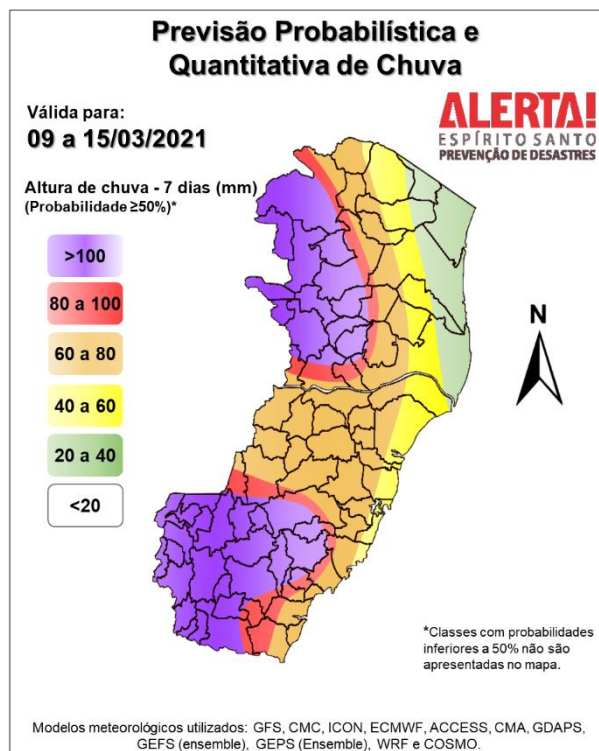 Previsão Probabilística e
Quantitativa de Chuva
Válida para:
09 a 15/03/2021
ALERTA!
ESPÍRITO SANTO
PREVENÇÃO DE DESASTRES
Altura de chuva - 7 dias (mm)
(Probabilidade ≥50%)*
>100
80 a 100
60 a 80
40 a 60
20 a 40
<20
N
*Classes com probabilidades
inferiores a 50% não são
apresentadas no mapa.
Modelos meteorológicos utilizados: GFS, CMC, ICON, ECMWF, ACCESS, CMA, GDAPS,
GEFS (ensemble), GEPS (Ensemble), WRF e COSMO.